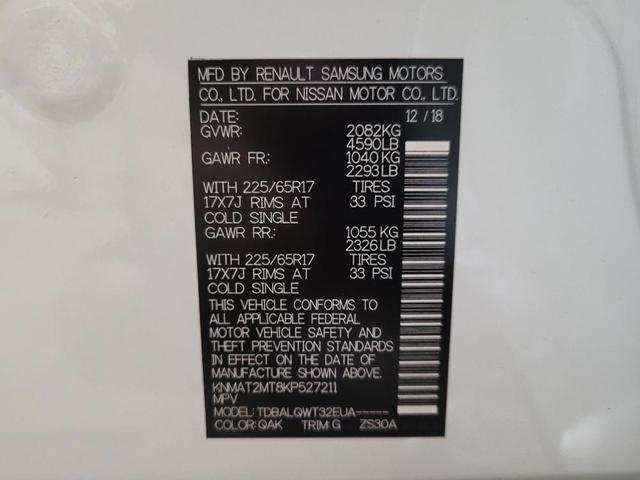 MFD BY RENAULT SAMSUNG MOTORS
CO., LTD. FOR NISSAN MOTOR CO., LTD.
DATE: 12 / 18
GVWR: 2082KG
4590LB
GAWR FR: 1040 KG
2293 LB
WITH 225/65R17 TIRES
17X7J RIMS AT 33 PSI
COLD SINGLE
GAWR RR: 1055 KG
2326 LB
WITH 225/65R17 TIRES
17X7J RIMS AT 33 PSI
COLD SINGLE
THIS VEHICLE CONFORMS TO
ALL APPLICABLE FEDERAL
MOTOR VEHICLE SAFETY AND
THEFT PREVENTION STANDARDS
IN EFFECT ON THE DATE OF
MANUFACTURE SHOWN ABOVE.
KNMAT2MT8KP527211
MPV
MODEL: TDBALQWT32EUA-----
COLOR: QAK TRIM: G ZS30A